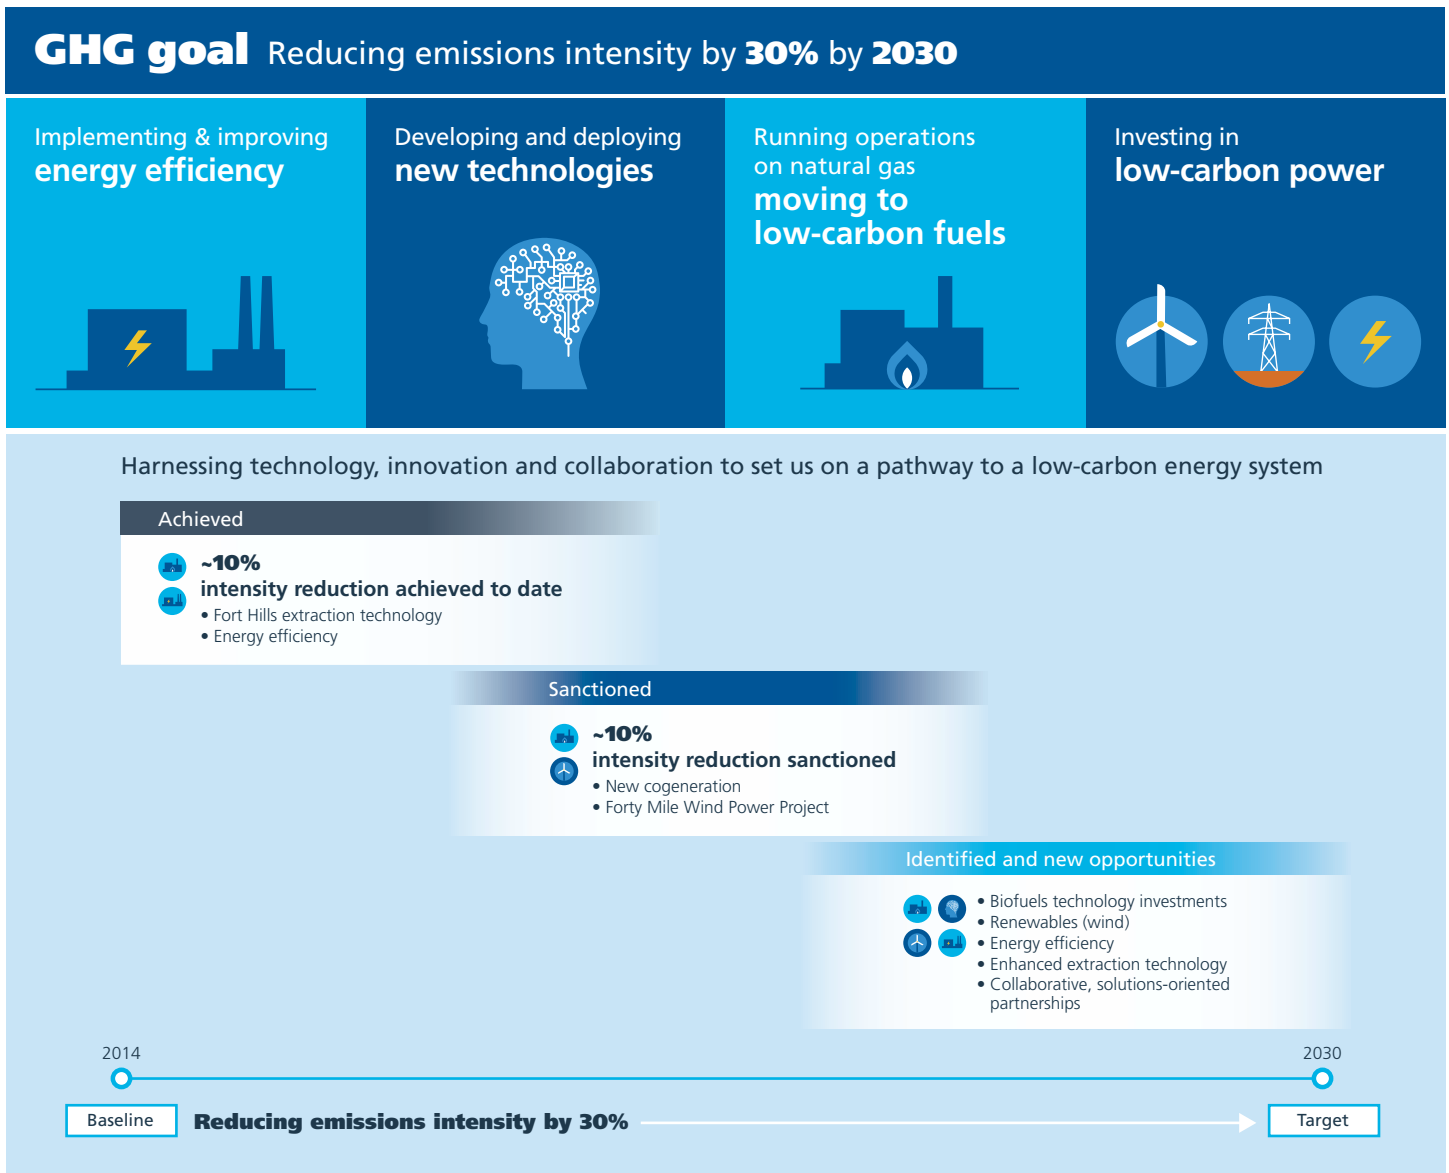 GHG goal Reducing emissions intensity by 30% by 2030
Implementing & improving
energy efficiency
Developing and deploying
new technologies
Running operations
on natural gas
moving to
low-carbon fuels
Investing in
low-carbon power
Harnessing technology, innovation and collaboration to set us on a pathway to a low-carbon energy system
Achieved
~10%
intensity reduction achieved to date
• Fort Hills extraction technology
• Energy efficiency
Sanctioned
~10%
intensity reduction sanctioned
• New cogeneration
• Forty Mile Wind Power Project
Identified and new opportunities
• Biofuels technology investments
• Renewables (wind)
• Energy efficiency
• Enhanced extraction technology
• Collaborative, solutions-oriented
partnerships
2014
2030
Baseline
Reducing emissions intensity by 30%
Target